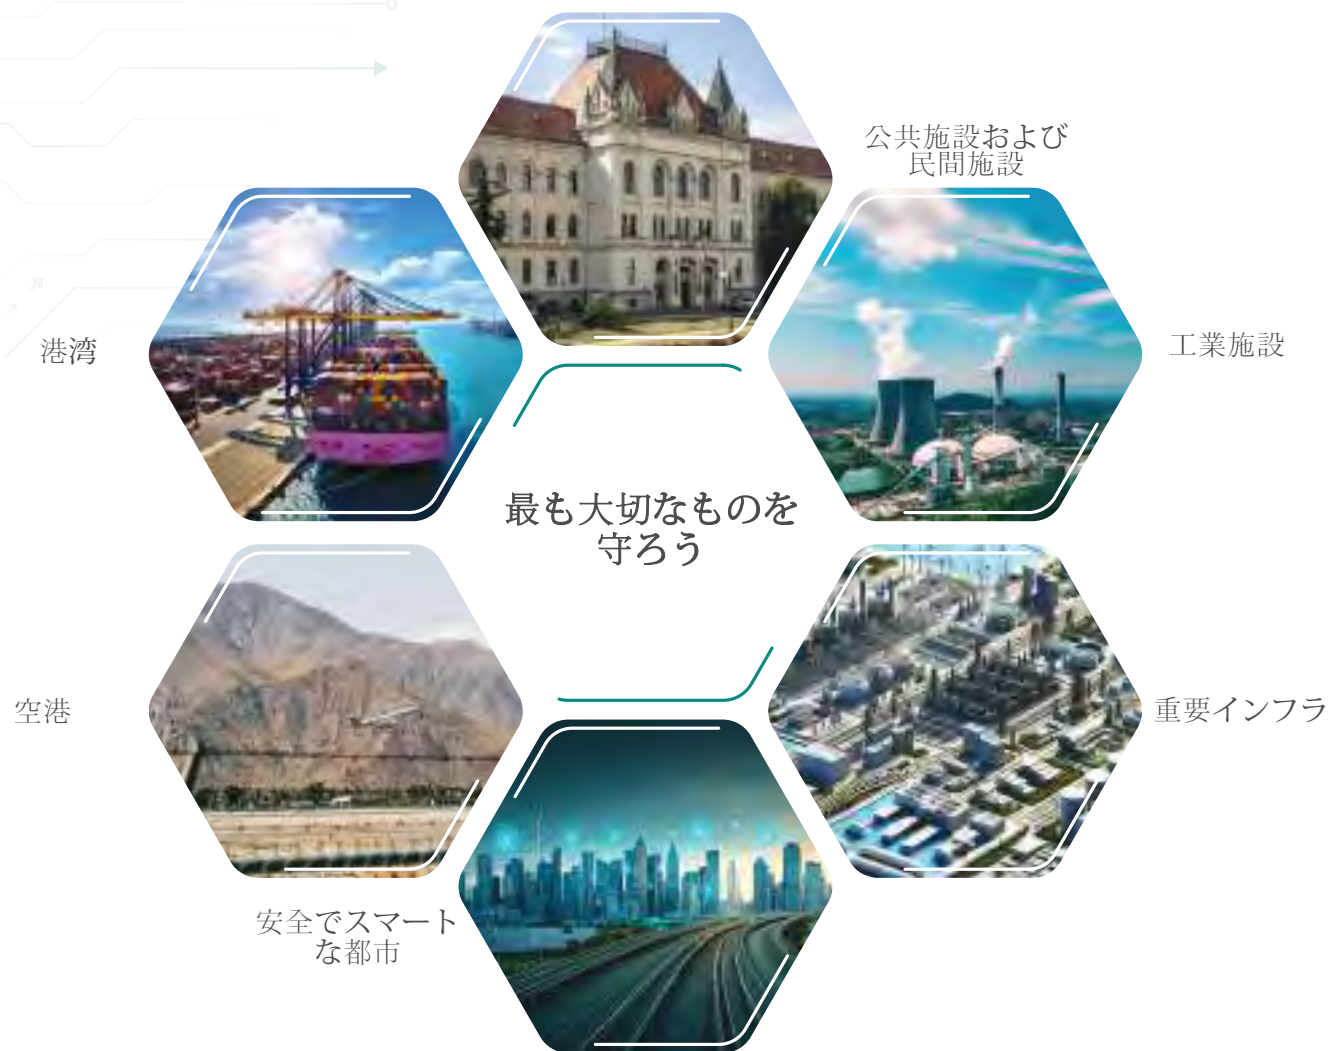 公共施設および
民間施設
港湾
工業施設
最も大切なものを
守ろう
空港
重要インフラ
安全でスマート
な都市